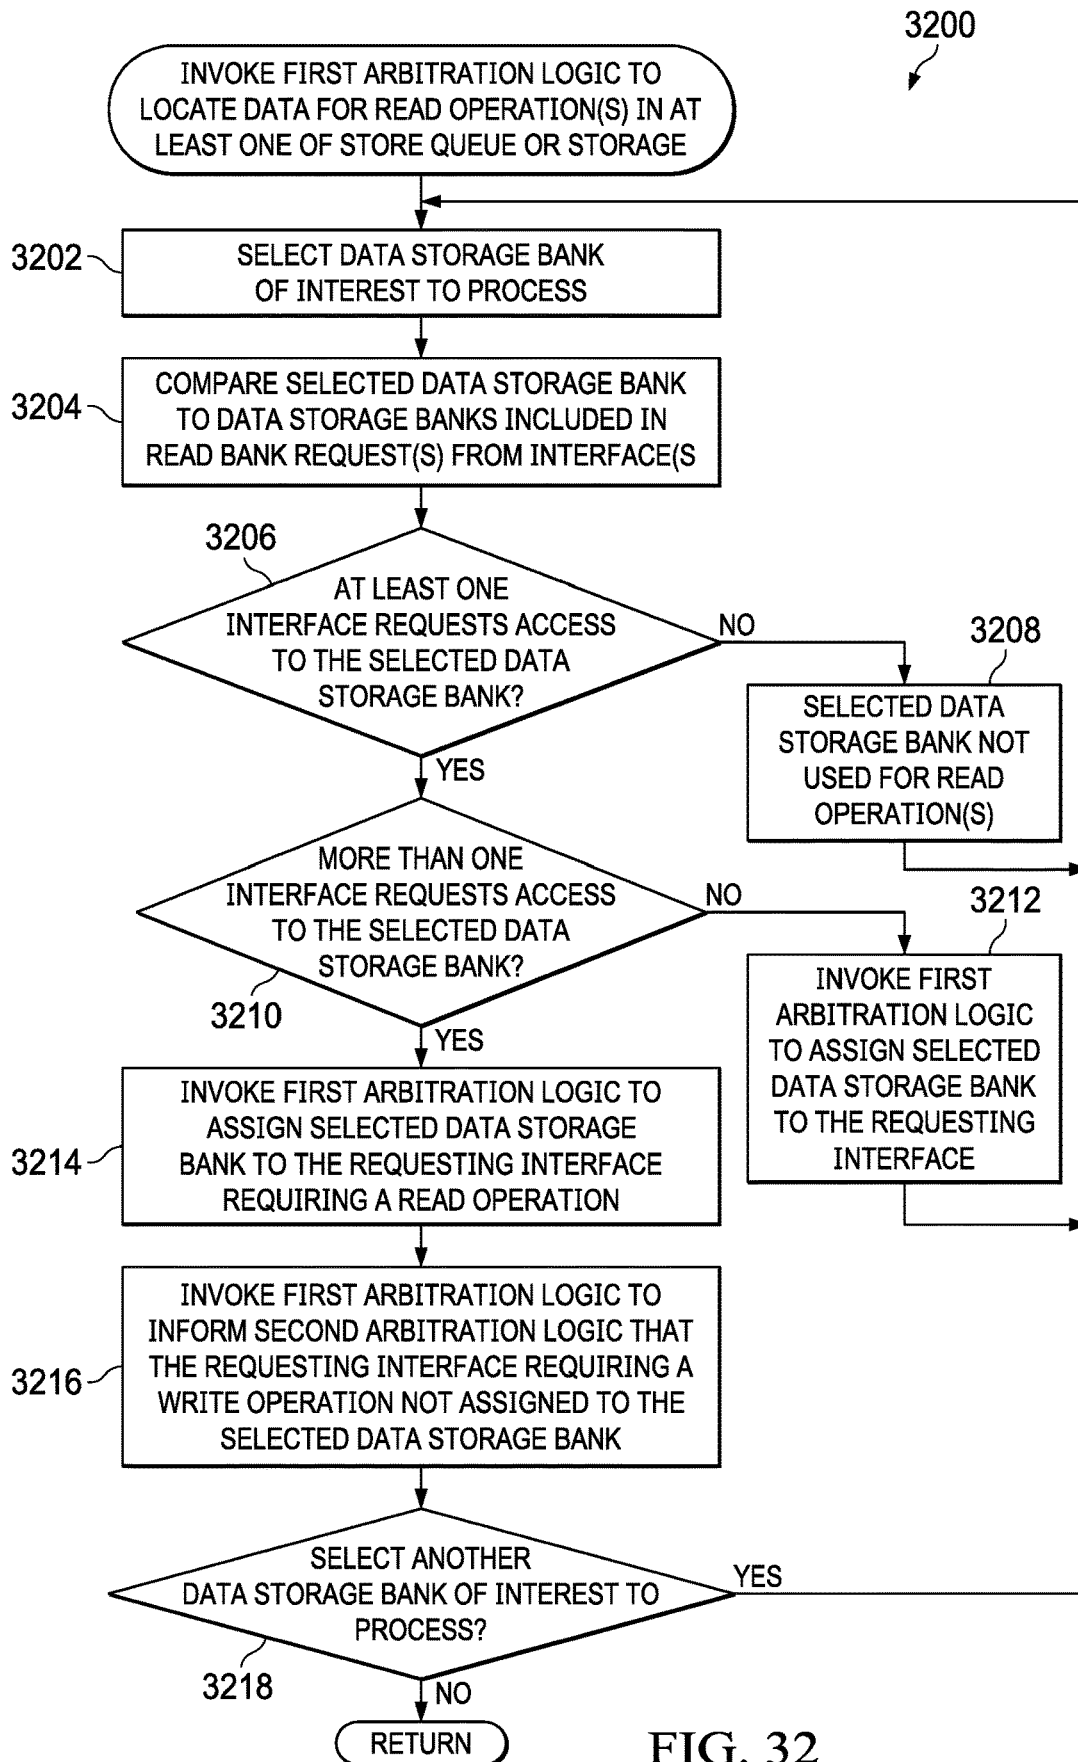 3200
INVOKE FIRST ARBITRATION LOGIC TO
LOCATE DATA FOR READ OPERATION(S) IN AT
LEAST ONE OF STORE QUEUE OR STORAGE
3202
SELECT DATA STORAGE BANK
OF INTEREST TO PROCESS
3204
COMPARE SELECTED DATA STORAGE BANK
TO DATA STORAGE BANKS INCLUDED IN
READ BANK REQUEST(S) FROM INTERFACE(S
3206
AT LEAST ONE
INTERFACE REQUESTS ACCESS
TO THE SELECTED DATA
STORAGE BANK?
NO
3208
SELECTED DATA
STORAGE BANK NOT
USED FOR READ
OPERATION(S)
YES
MORE THAN ONE
INTERFACE REQUESTS ACCESS
TO THE SELECTED DATA
STORAGE BANK?
3210
NO
3212
INVOKE FIRST
ARBITRATION LOGIC
TO ASSIGN SELECTED
DATA STORAGE BANK
TO THE REQUESTING
INTERFACE
YES
3214
INVOKE FIRST ARBITRATION LOGIC TO
ASSIGN SELECTED DATA STORAGE
BANK TO THE REQUESTING INTERFACE
REQUIRING A READ OPERATION
3216
INVOKE FIRST ARBITRATION LOGIC TO
INFORM SECOND ARBITRATION LOGIC THAT
THE REQUESTING INTERFACE REQUIRING A
WRITE OPERATION NOT ASSIGNED TO THE
SELECTED DATA STORAGE BANK
SELECT ANOTHER
DATA STORAGE BANK OF INTEREST TO
PROCESS?
3218
YES
NO
RETURN
FIG. 32